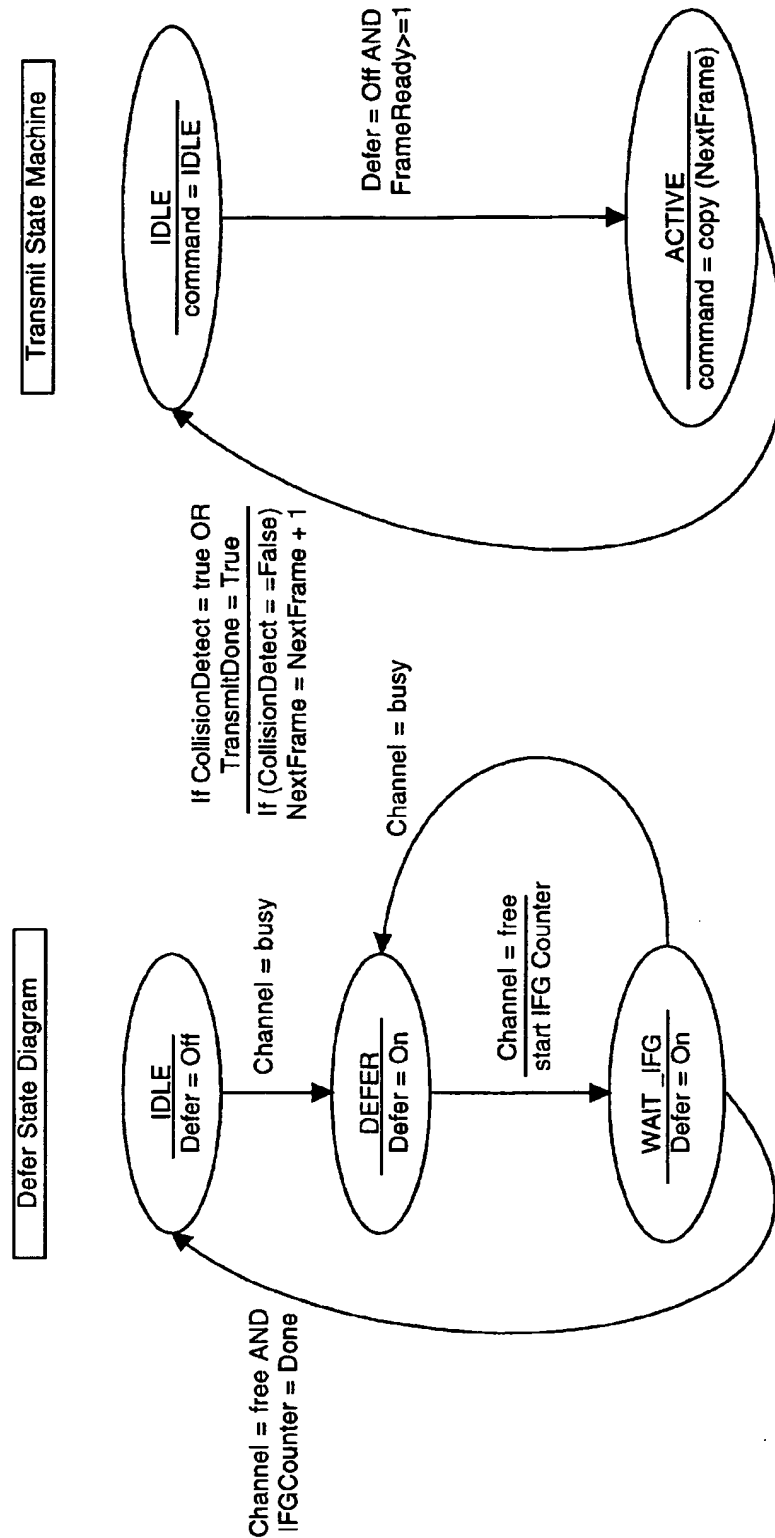 Defer State Diagram
IDLE
Defer = Off
Channel = busy
DEFER
Defer = On
Channel = busy
Channel = free
start IFG Counter
WAIT_IFG
Defer = On
Channel = free AND
IFGCounter = Done
Transmit State Machine
IDLE
command = IDLE
Defer = Off AND
FrameReady>=1
ACTIVE
command = copy (NextFrame)
If CollisionDetect = true OR
TransmitDone = True
If (CollisionDetect = =False)
NextFrame = NextFrame + 1